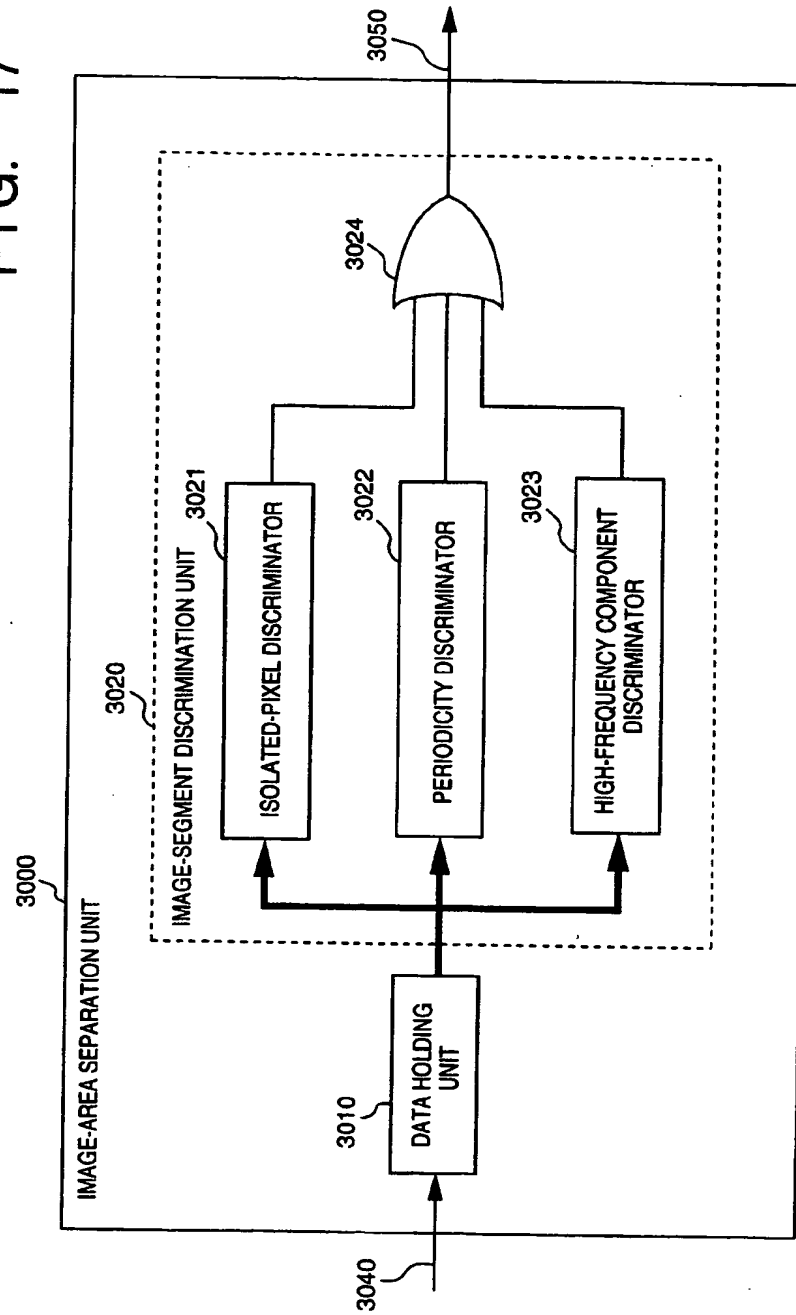 FIG. 17
3000
IMAGE-AREA SEPARATION UNIT
3020
IMAGE-SEGMENT DISCRIMINATION UNIT
3021
ISOLATED-PIXEL DISCRIMINATOR
3022
PERIODICITY DISCRIMINATOR
3023
HIGH-FREQUENCY COMPONENT
DISCRIMINATOR
3024
3010
DATA HOLDING
UNIT
3040
3050